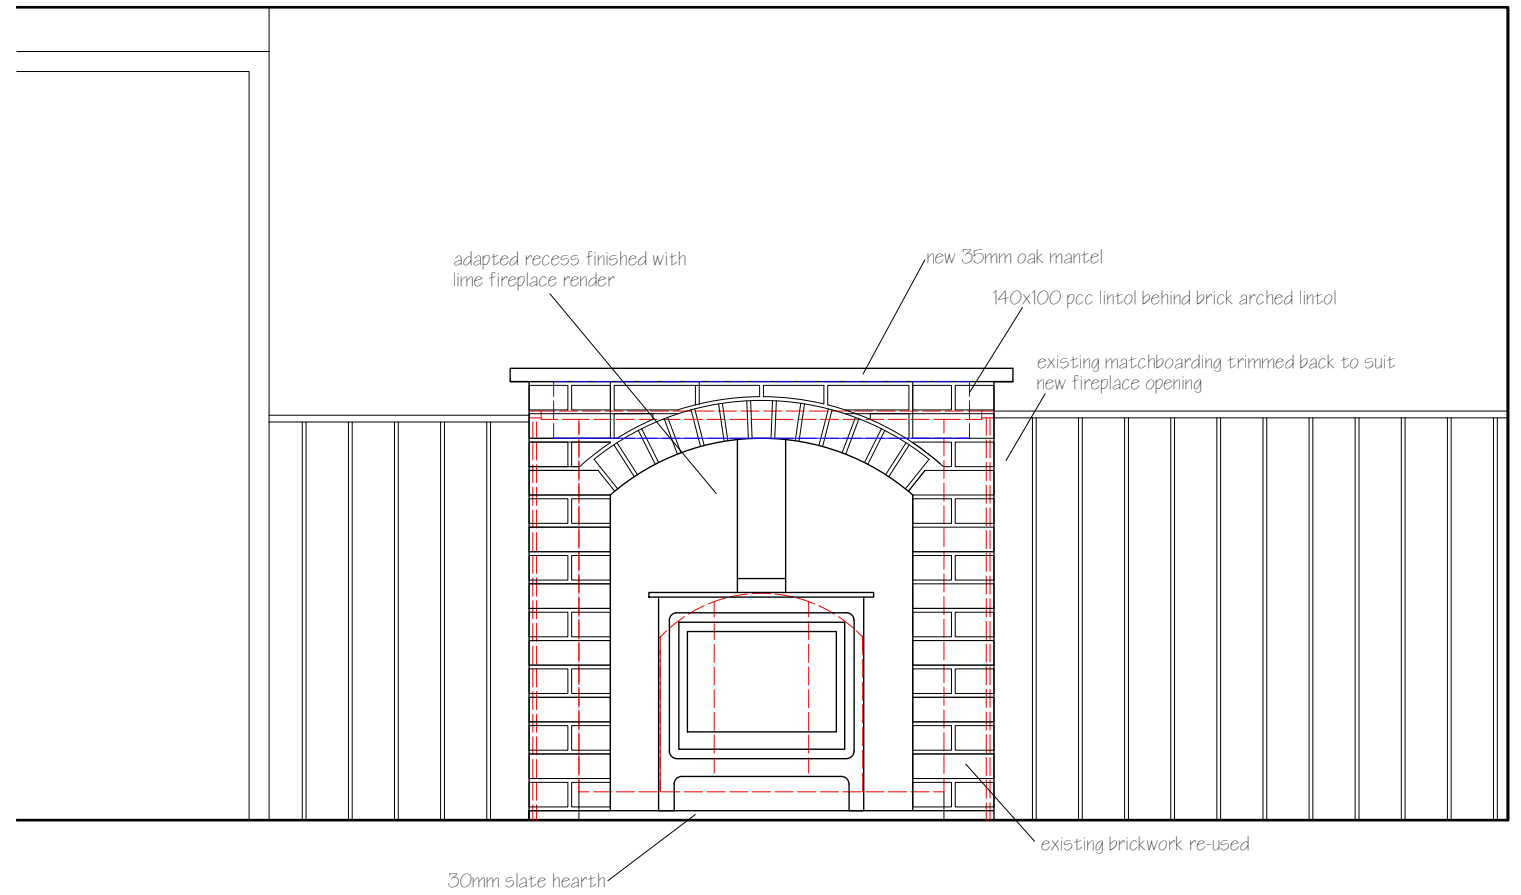 adapted recess finished with
lime fireplace render
new 35mm oak mantel
140x100 pcc lintol behind brick arched lintol
existing matchboarding trimmed back to suit
new fireplace opening
existing brickwork re-used
30mm slate hearth